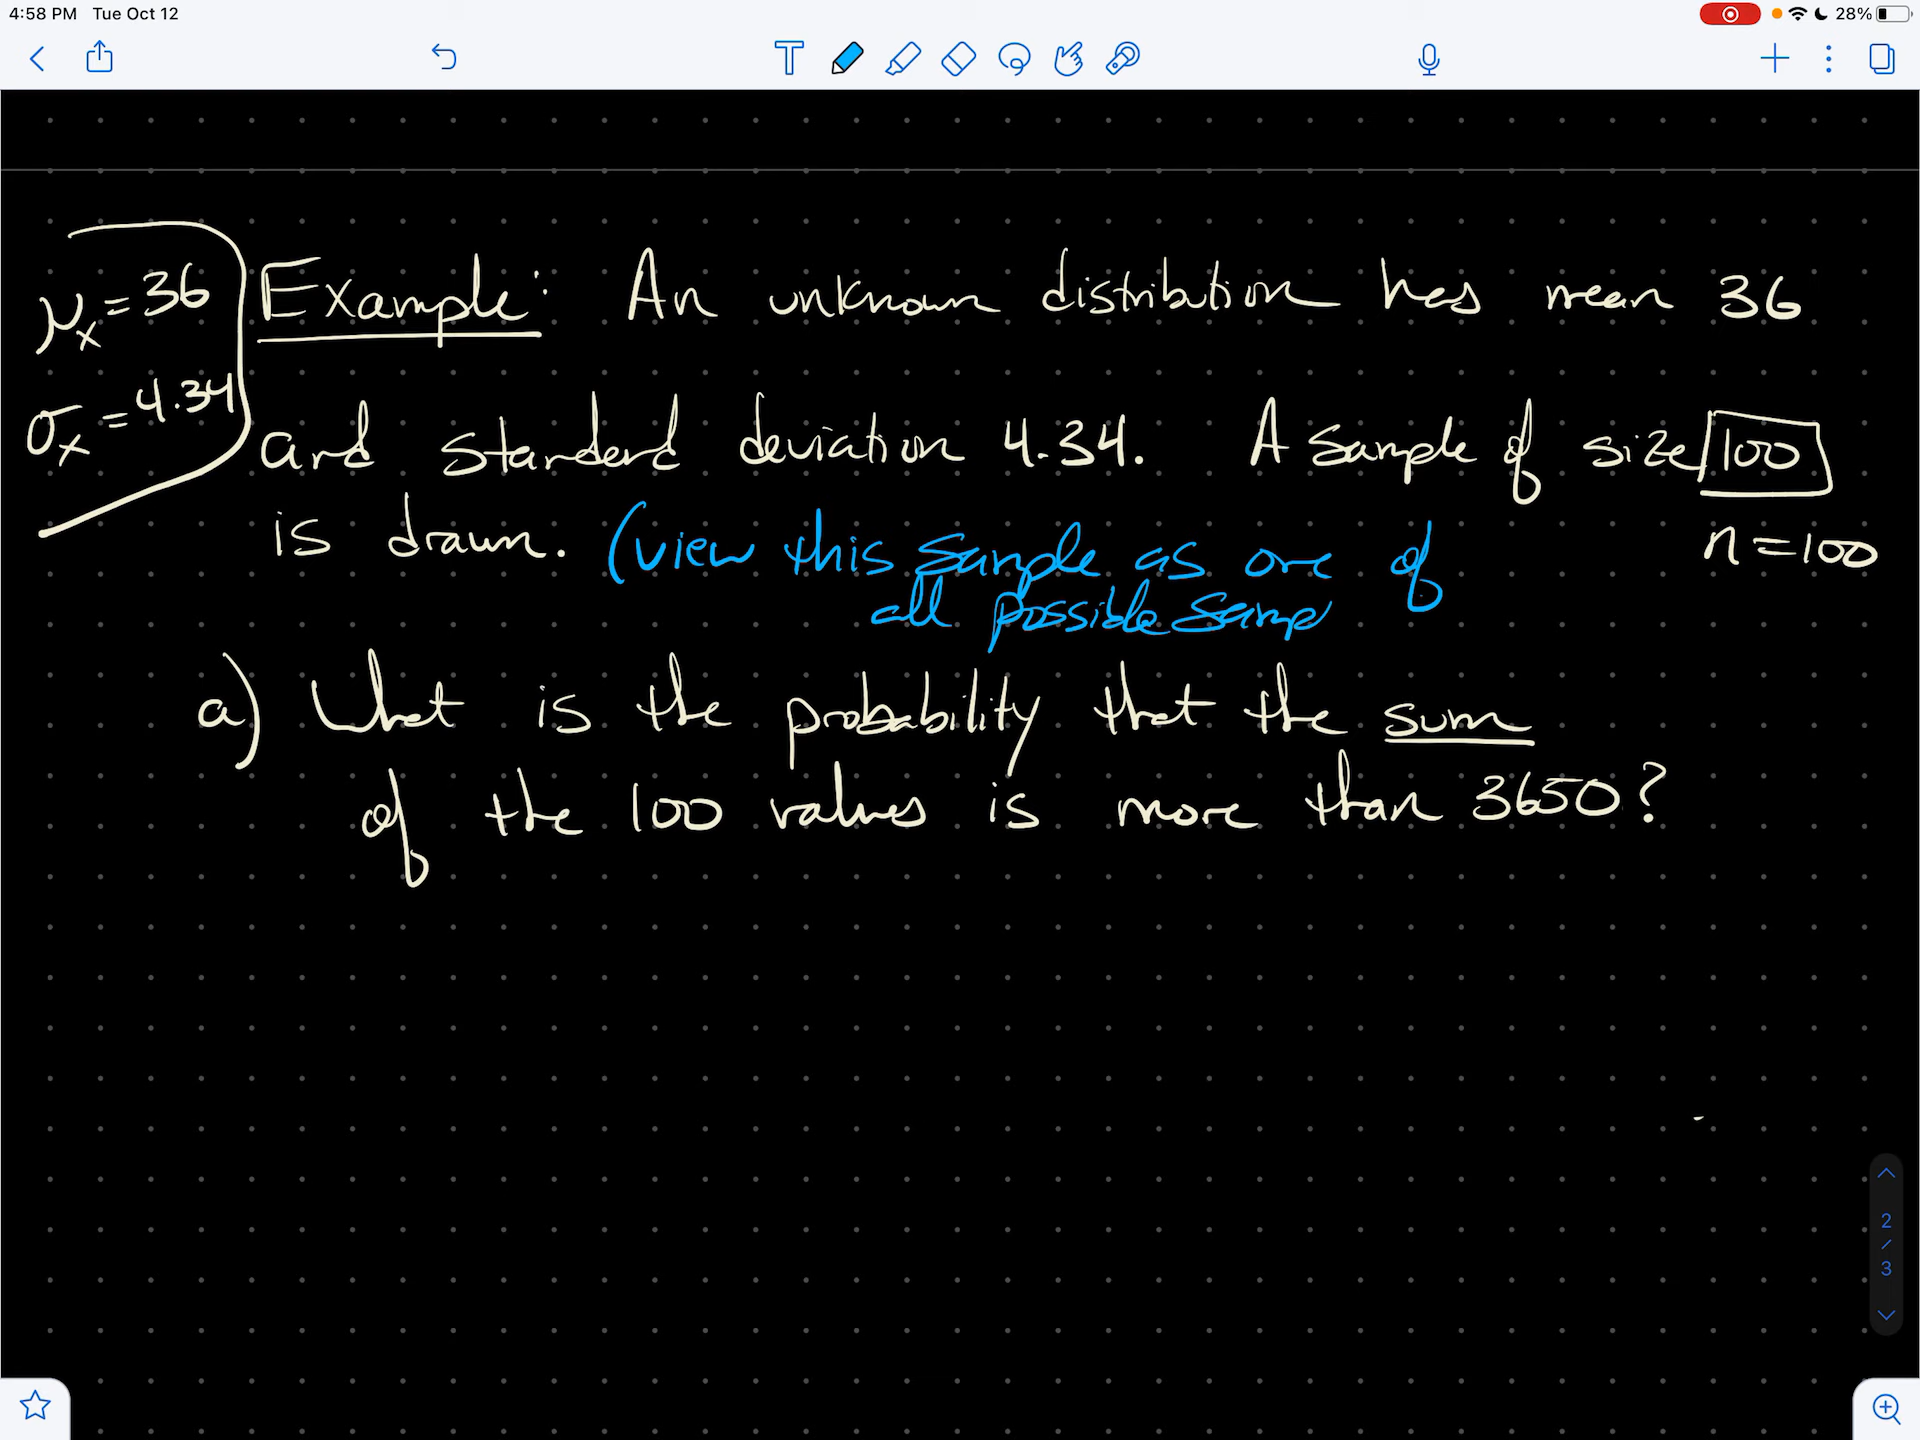 4:58 PM Tue Oct 12
28%
μx = 36
σx = 4.34
Example: An unknown distribution has mean 36
and standard deviation 4.34. A sample of size 100
n = 100
is drawn. (view this sample as one of
all possible samp
a) What is the probability that the sum
of the 100 values is more than 3650?
2
/
3